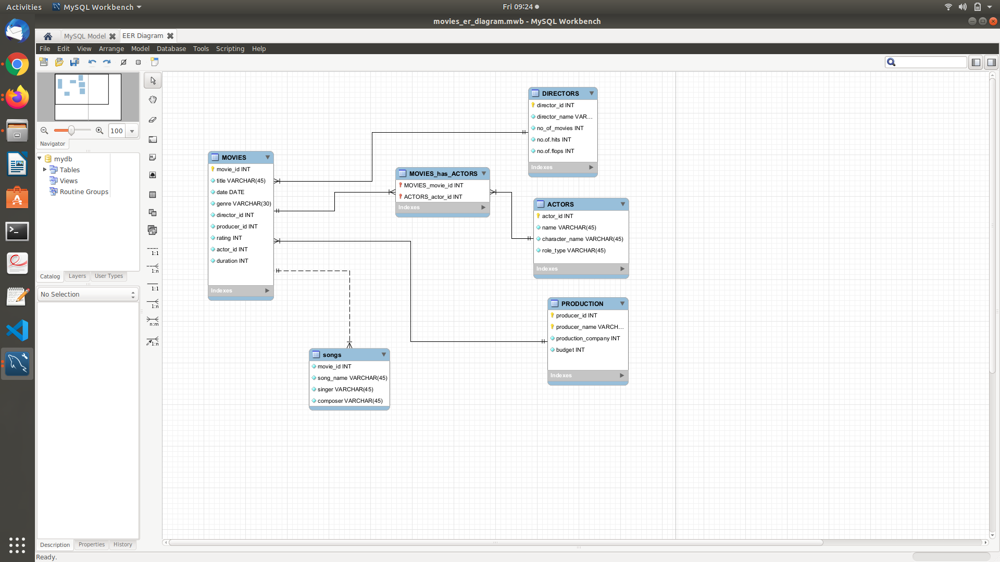 Activities
MySQL Workbench
Fri 09:24
movies_er_diagram.mwb - MySQL Workbench
MySQL Model
EER Diagram
File Edit View Arrange Model Database Tools Scripting Help
100
Navigator
mydb
Tables
Views
Routine Groups
Catalog Layers User Types
No Selection
Description Properties History
Ready.
1:1
1:n
1:1
1:n
n:m
1:n
DIRECTORS
director_id INT
director_name VAR...
no_of_movies INT
no.of.hits INT
no.of.flops INT
Indexes
MOVIES
movie_id INT
title VARCHAR(45)
date DATE
genre VARCHAR(30)
director_id INT
producer_id INT
rating INT
actor_id INT
duration INT
Indexes
MOVIES_has_ACTORS
MOVIES_movie_id INT
ACTORS_actor_id INT
Indexes
ACTORS
actor_id INT
name VARCHAR(45)
character_name VARCHAR(45)
role_type VARCHAR(45)
Indexes
PRODUCTION
producer_id INT
producer_name VARCH...
production_company INT
budget INT
Indexes
songs
movie_id INT
song_name VARCHAR(45)
singer VARCHAR(45)
composer VARCHAR(45)